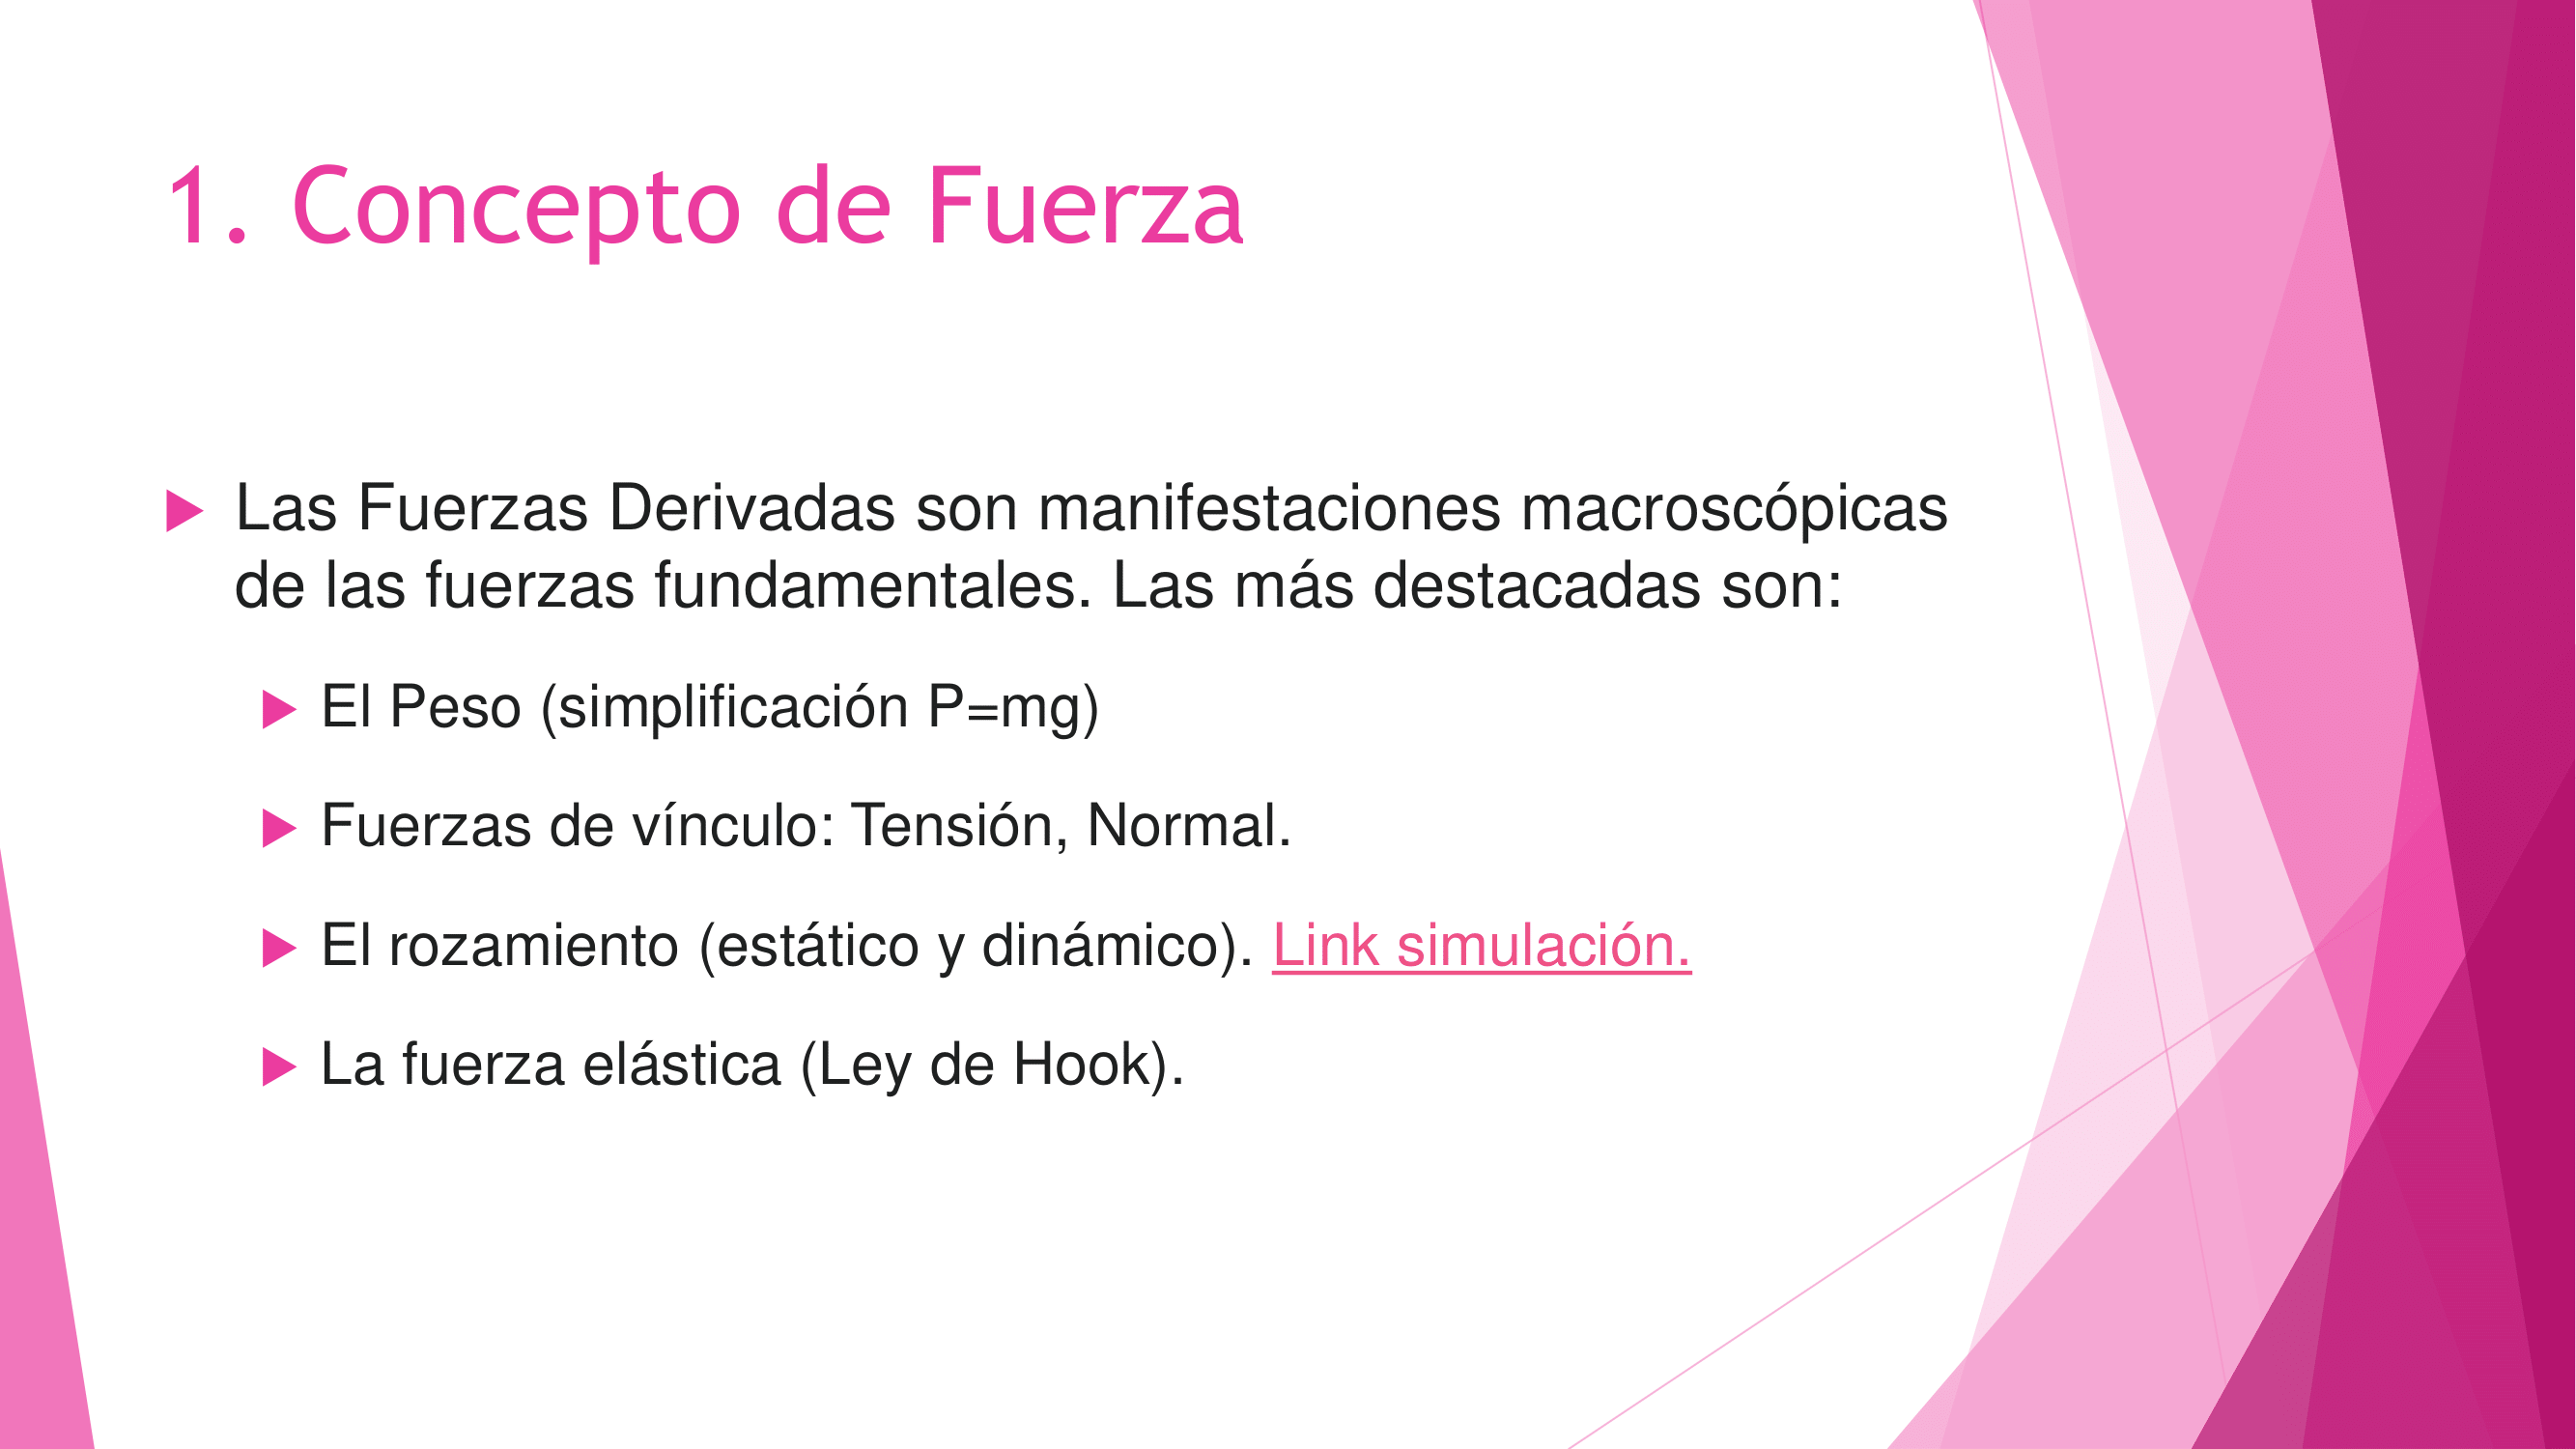 1. Concepto de Fuerza
Las Fuerzas Derivadas son manifestaciones macroscópicas
de las fuerzas fundamentales. Las más destacadas son:
El Peso (simplificación P=mg)
Fuerzas de vínculo: Tensión, Normal.
El rozamiento (estático y dinámico). Link simulación.
La fuerza elástica (Ley de Hook).